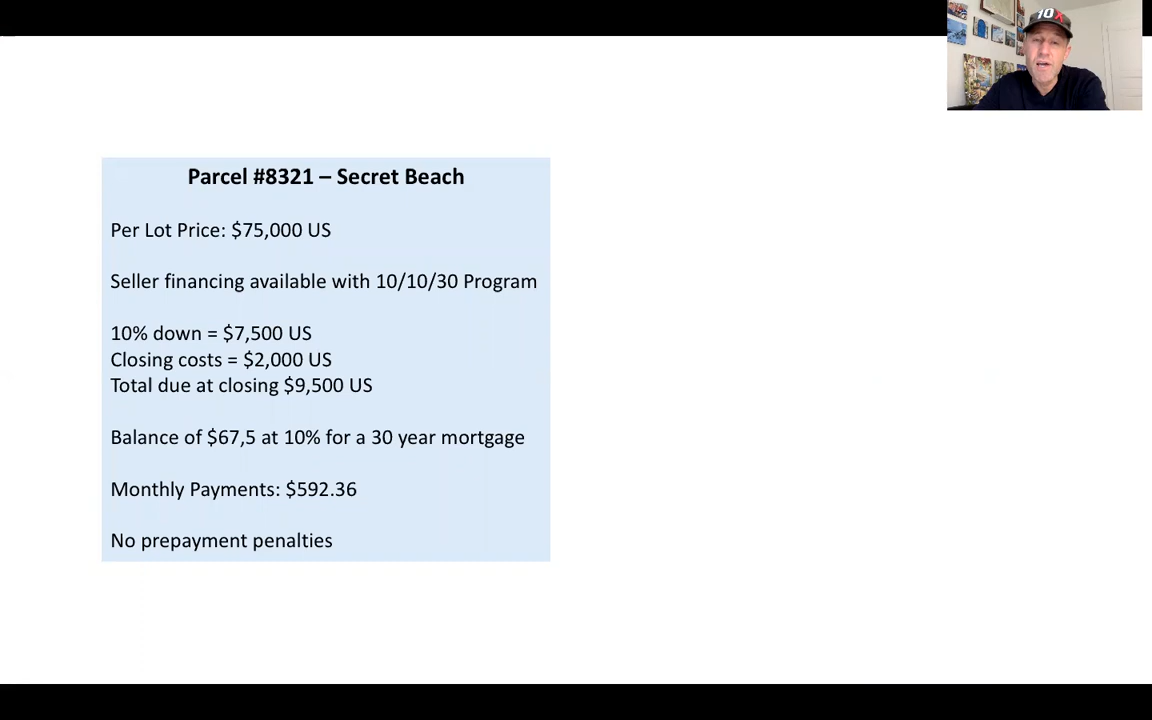 10X
Parcel #8321 – Secret Beach
Per Lot Price: $75,000 US
Seller financing available with 10/10/30 Program
10% down = $7,500 US
Closing costs = $2,000 US
Total due at closing $9,500 US
Balance of $67,5 at 10% for a 30 year mortgage
Monthly Payments: $592.36
No prepayment penalties